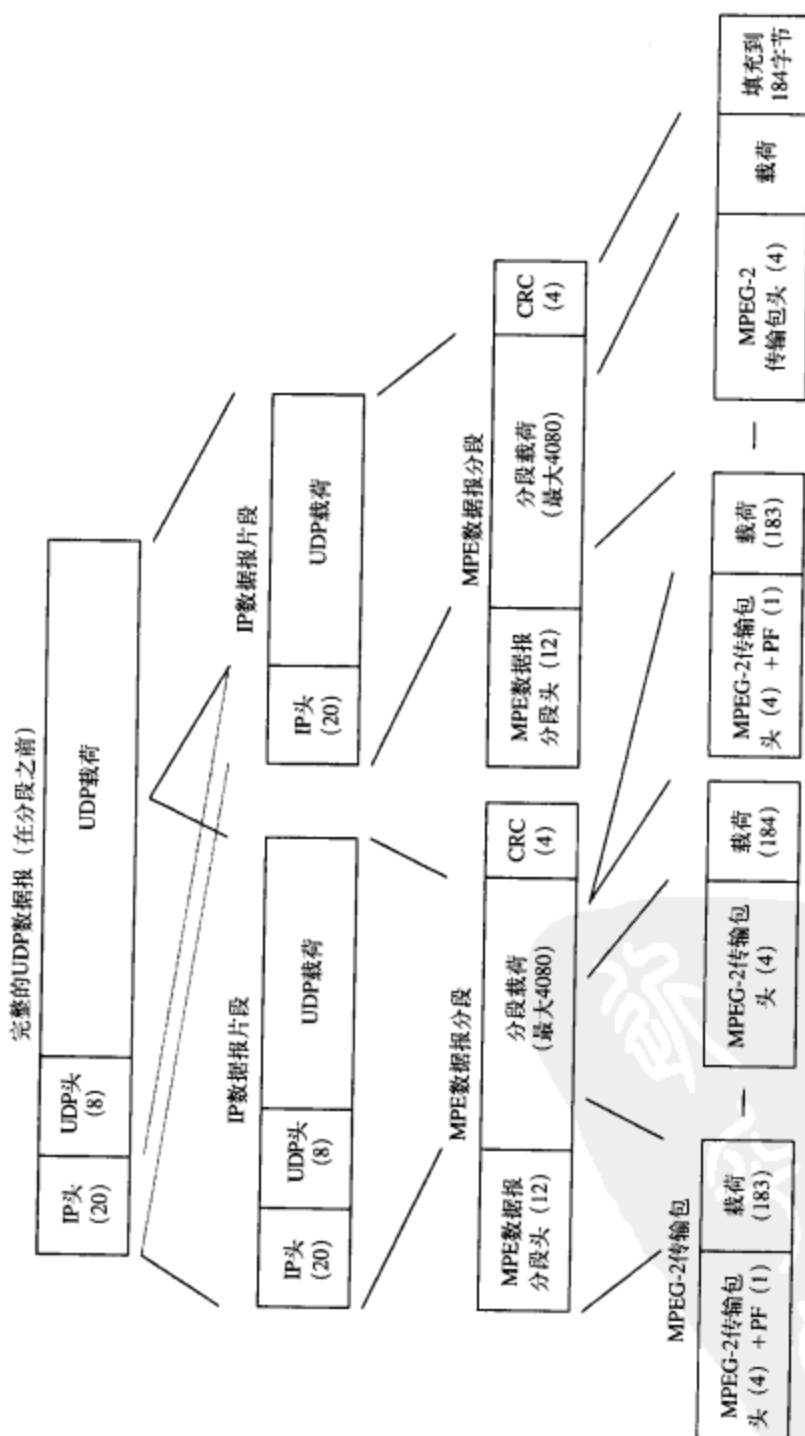 完整的UDP数据报（在分段之前）
IP头
(20)
UDP头
(8)
UDP载荷
IP数据报片段
IP头
(20)
UDP头
(8)
UDP载荷
IP数据报片段
IP头
(20)
UDP载荷
MPE数据报分段
MPE数据报
分段头（12）
分段载荷
(最大4080)
CRC
(4)
MPE数据报分段
MPE数据报
分段头（12）
分段载荷
(最大4080)
CRC
(4)
MPEG-2传输包
MPEG-2传输包
头（4）+PF（1）
载荷
(183)
MPEG-2传输包
头（4）
载荷
(184)
MPEG-2传输包
头（4）+PF（1）
载荷
(183)
MPEG-2
传输包头（4）
载荷
填充到
184字节